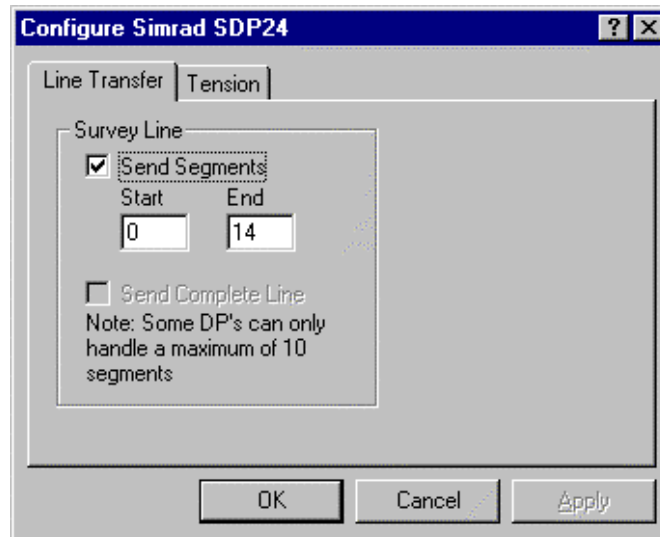 Configure Simrad SDP24
Line Transfer
Tension
Survey Line
Send Segments
Start
End
0
14
Send Complete Line
Note: Some DP's can only
handle a maximum of 10
segments
OK
Cancel
Apply